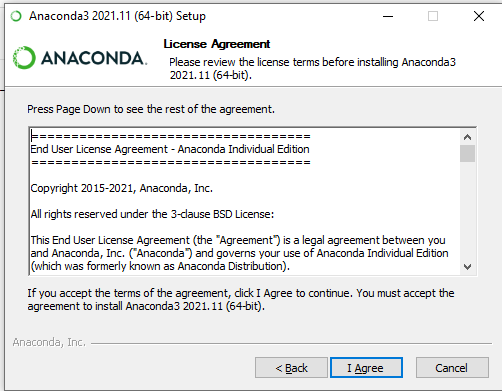 Anaconda3 2021.11 (64-bit) Setup
ANACONDA.
License Agreement
Please review the license terms before installing Anaconda3
2021.11 (64-bit).
Press Page Down to see the rest of the agreement.
===================================
End User License Agreement - Anaconda Individual Edition
===================================
Copyright 2015-2021, Anaconda, Inc.
All rights reserved under the 3-clause BSD License:
This End User License Agreement (the "Agreement") is a legal agreement between you
and Anaconda, Inc. ("Anaconda") and governs your use of Anaconda Individual Edition
(which was formerly known as Anaconda Distribution).
If you accept the terms of the agreement, click I Agree to continue. You must accept the
agreement to install Anaconda3 2021.11 (64-bit).
Anaconda, Inc.
< Back
I Agree
Cancel